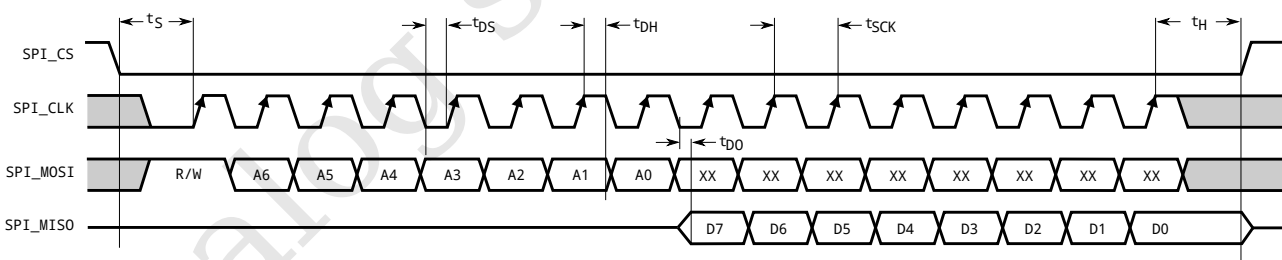 tS tDS tDH tSCK tH
SPI_CS
SPI_CLK
tDO
SPI_MOSI R/W A6 A5 A4 A3 A2 A1 A0 XX XX XX XX XX XX XX XX
SPI_MISO D7 D6 D5 D4 D3 D2 D1 D0
alog s